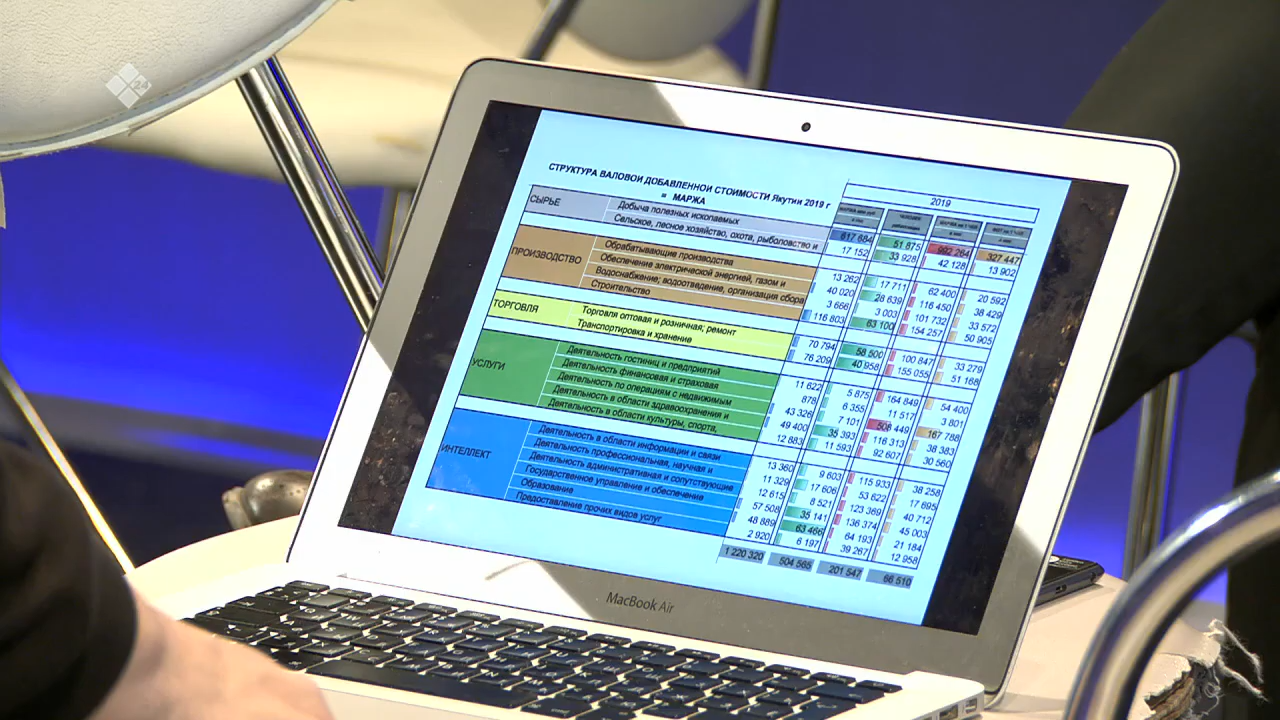 24
СТРУКТУРА ВАЛОВОЙ ДОБАВЛЕННОЙ СТОИМОСТИ Якутии 2019 г
= МАРЖА
2019
СЫРЬЕ
Добыча полезных ископаемых 617 684 51 875 992 264 327 447
Сельское, лесное хозяйство, охота, рыболовство и 17 152 33 928 42 128 13 902
ПРОИЗВОДСТВО
Обрабатывающие производства 13 262 17 711 62 400 20 592
Обеспечение электрической энергией, газом и 40 020 28 639 116 450 38 429
Водоснабжение; водоотведение, организация сбора 3 666 3 003 101 732 33 572
Строительство 116 803 63 100 154 257 50 905
ТОРГОВЛЯ
Торговля оптовая и розничная; ремонт 70 794 58 500 100 847 33 279
Транспортировка и хранение 76 209 40 958 155 055 51 168
УСЛУГИ
Деятельность гостиниц и предприятий 11 622 5 875 164 849 54 400
Деятельность финансовая и страховая 878 6 355 11 517 3 801
Деятельность по операциям с недвижимым 43 326 7 101 508 449 167 788
Деятельность в области здравоохранения и 49 400 35 393 116 313 38 383
Деятельность в области культуры, спорта, 12 883 11 593 92 607 30 560
ИНТЕЛЛЕКТ
Деятельность в области информации и связи 13 360 9 603 115 933 38 258
Деятельность профессиональная, научная и 11 329 17 606 53 622 17 695
Деятельность административная и сопутствующие 12 615 8 521 123 369 40 712
Государственное управление и обеспечение 57 508 35 141 136 374 45 003
Образование 48 889 63 466 64 193 21 184
Предоставление прочих видов услуг 2 920 6 197 39 267 12 958
1 220 320 504 565 201 547 66 510
MacBook Air